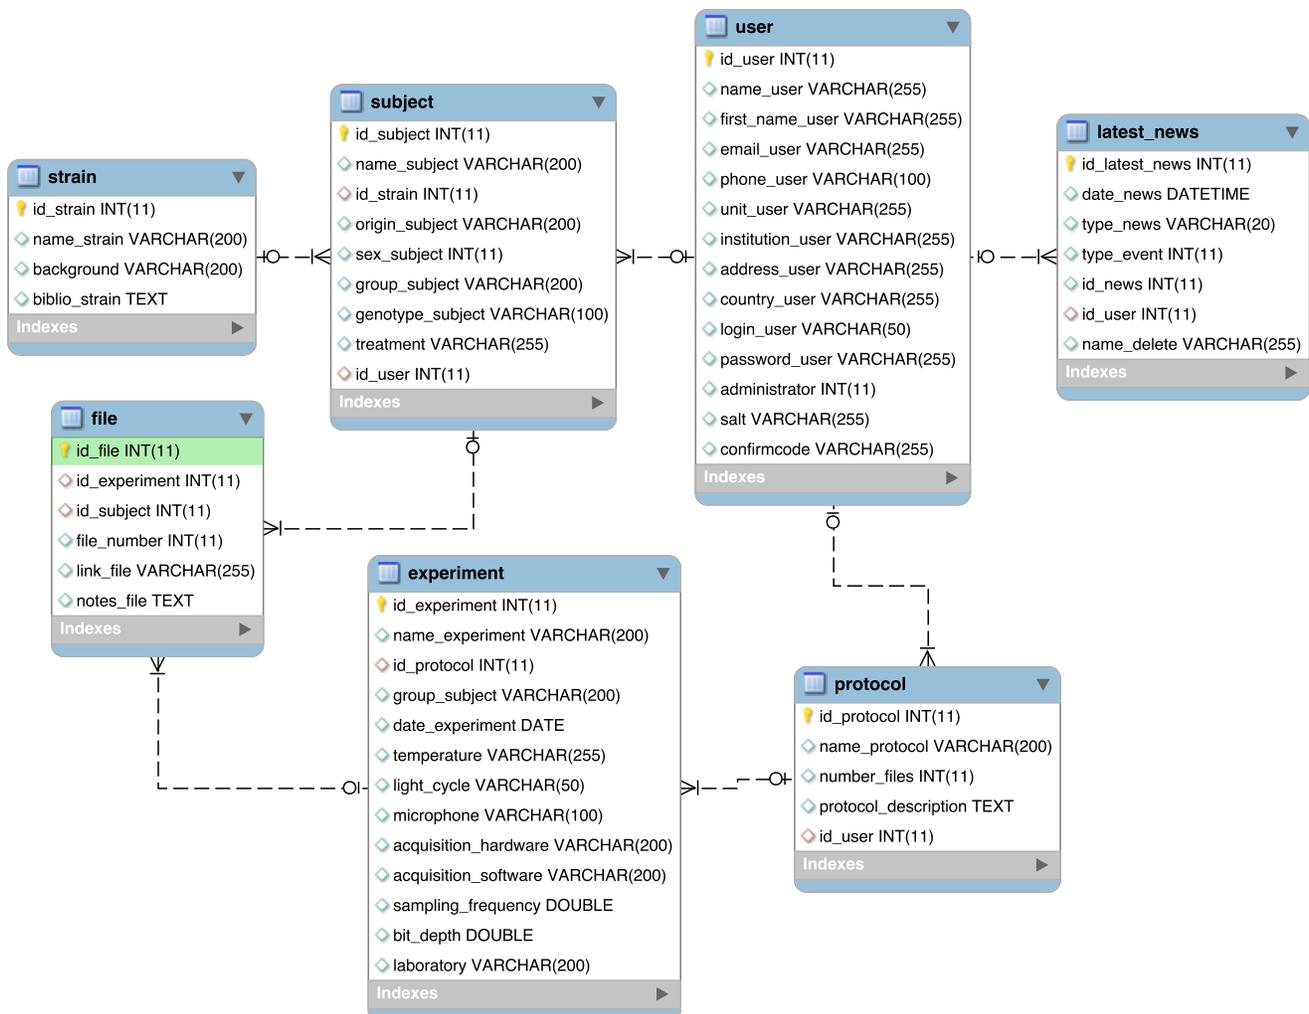 user
id_user INT(11)
name_user VARCHAR(255)
first_name_user VARCHAR(255)
email_user VARCHAR(255)
phone_user VARCHAR(100)
unit_user VARCHAR(255)
institution_user VARCHAR(255)
address_user VARCHAR(255)
country_user VARCHAR(255)
login_user VARCHAR(50)
password_user VARCHAR(255)
administrator INT(11)
salt VARCHAR(255)
confirmcode VARCHAR(255)
Indexes
subject
id_subject INT(11)
name_subject VARCHAR(200)
id_strain INT(11)
origin_subject VARCHAR(200)
sex_subject INT(11)
group_subject VARCHAR(200)
genotype_subject VARCHAR(100)
treatment VARCHAR(255)
id_user INT(11)
Indexes
latest_news
id_latest_news INT(11)
date_news DATETIME
type_news VARCHAR(20)
type_event INT(11)
id_news INT(11)
id_user INT(11)
name_delete VARCHAR(255)
Indexes
strain
id_strain INT(11)
name_strain VARCHAR(200)
background VARCHAR(200)
biblio_strain TEXT
Indexes
file
id_file INT(11)
id_experiment INT(11)
id_subject INT(11)
file_number INT(11)
link_file VARCHAR(255)
notes_file TEXT
Indexes
experiment
id_experiment INT(11)
name_experiment VARCHAR(200)
id_protocol INT(11)
group_subject VARCHAR(200)
date_experiment DATE
temperature VARCHAR(255)
light_cycle VARCHAR(50)
microphone VARCHAR(100)
acquisition_hardware VARCHAR(200)
acquisition_software VARCHAR(200)
sampling_frequency DOUBLE
bit_depth DOUBLE
laboratory VARCHAR(200)
Indexes
protocol
id_protocol INT(11)
name_protocol VARCHAR(200)
number_files INT(11)
protocol_description TEXT
id_user INT(11)
Indexes